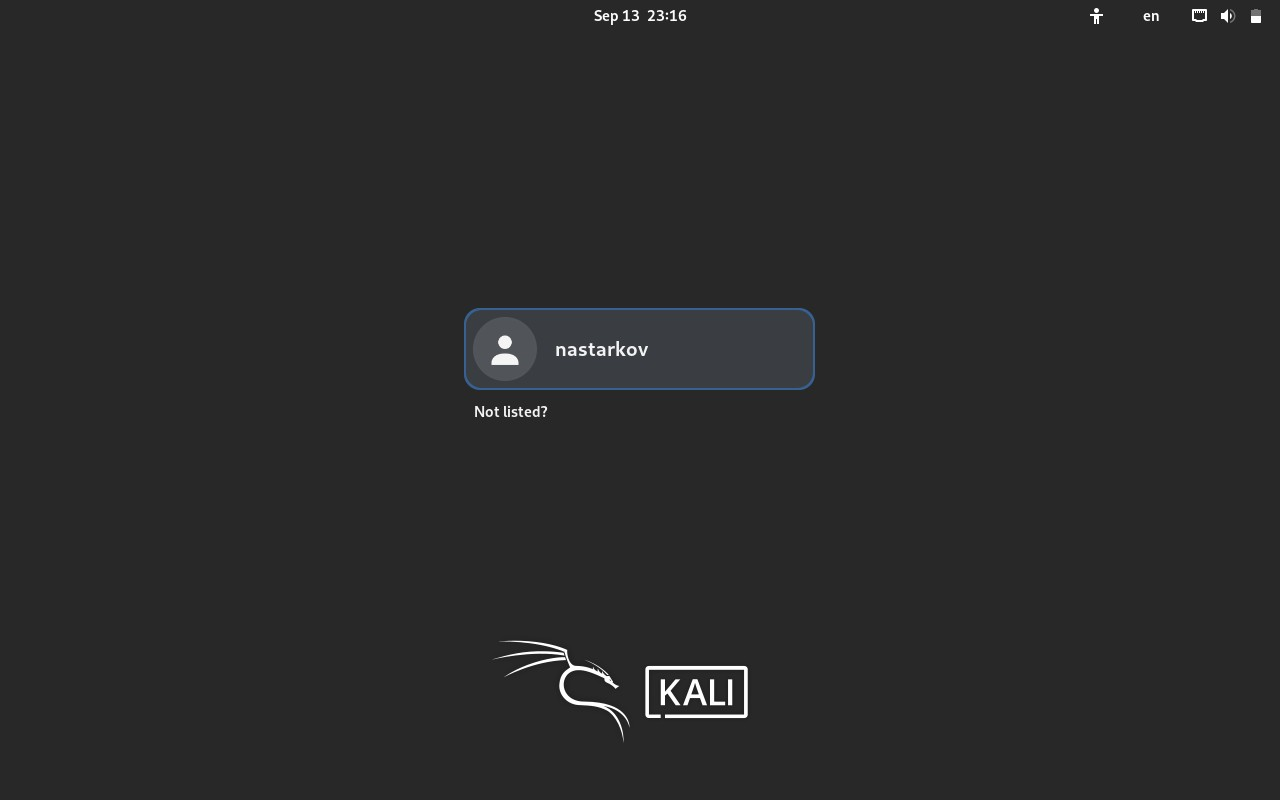 Sep 13 23:16
en
nastarkov
Not listed?
KALI